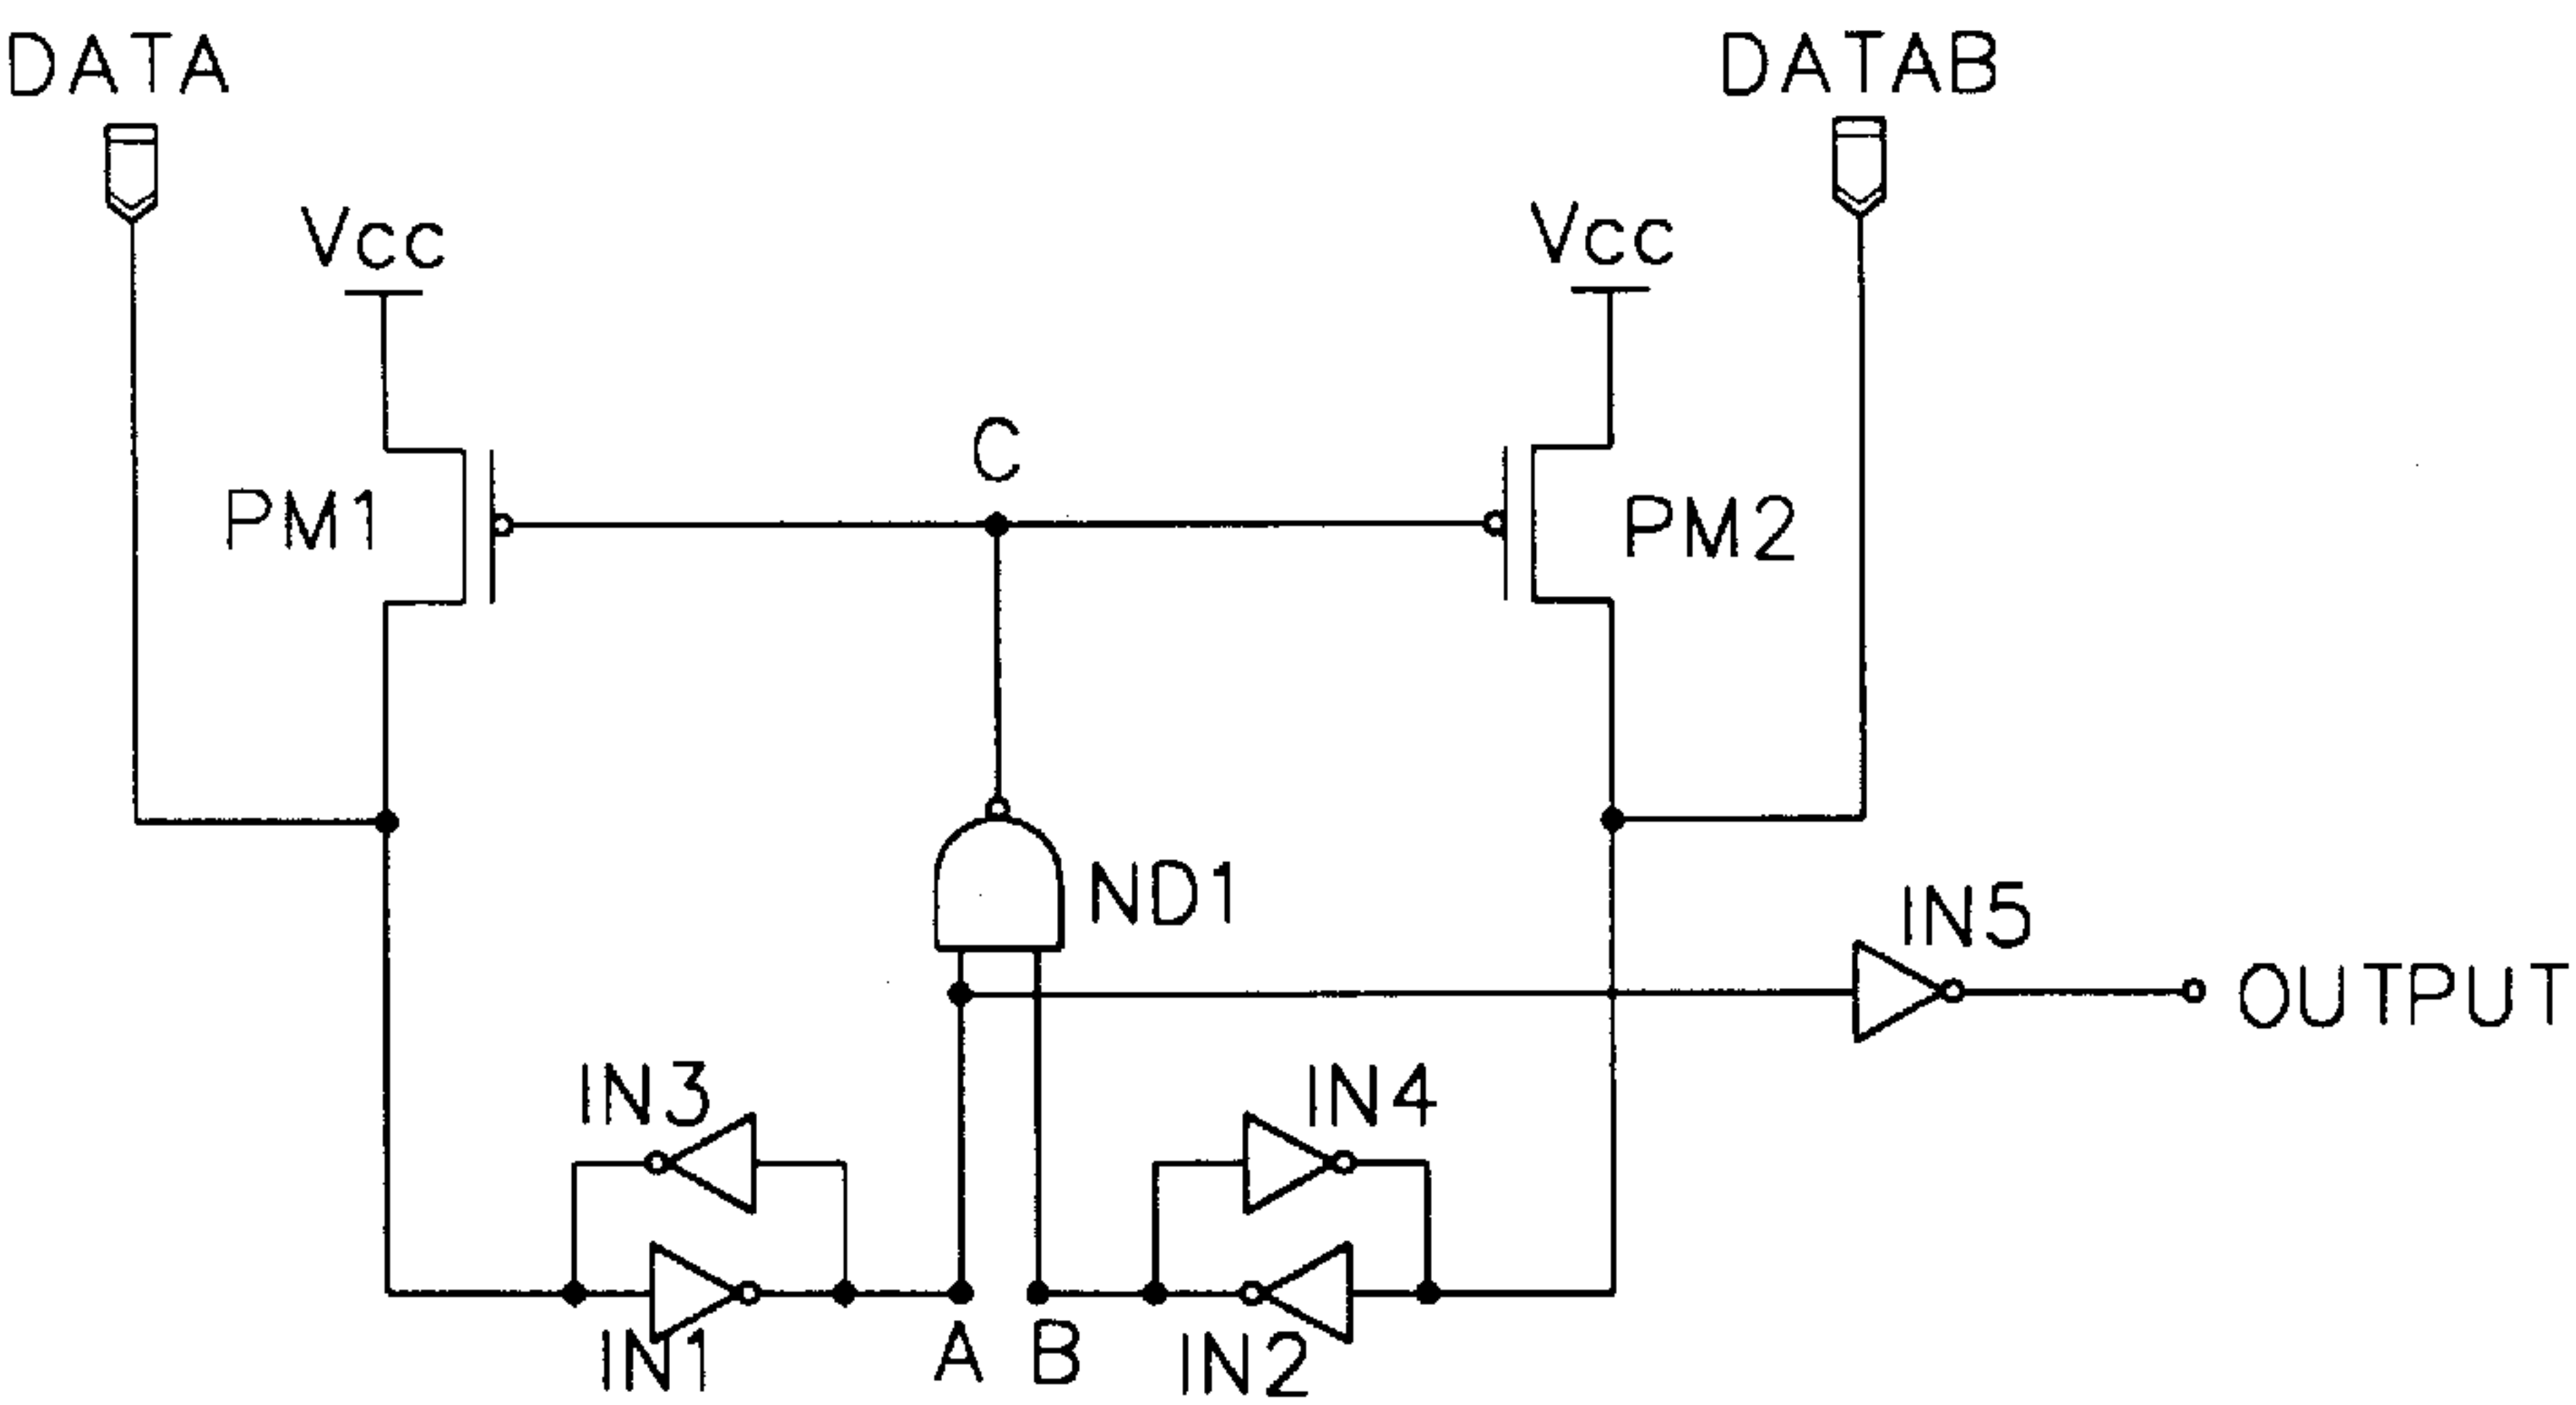 DATA
DATAB
Vcc
Vcc
C
PM1
PM2
ND1
IN5
OUTPUT
IN3
IN4
IN1
A
B
IN2